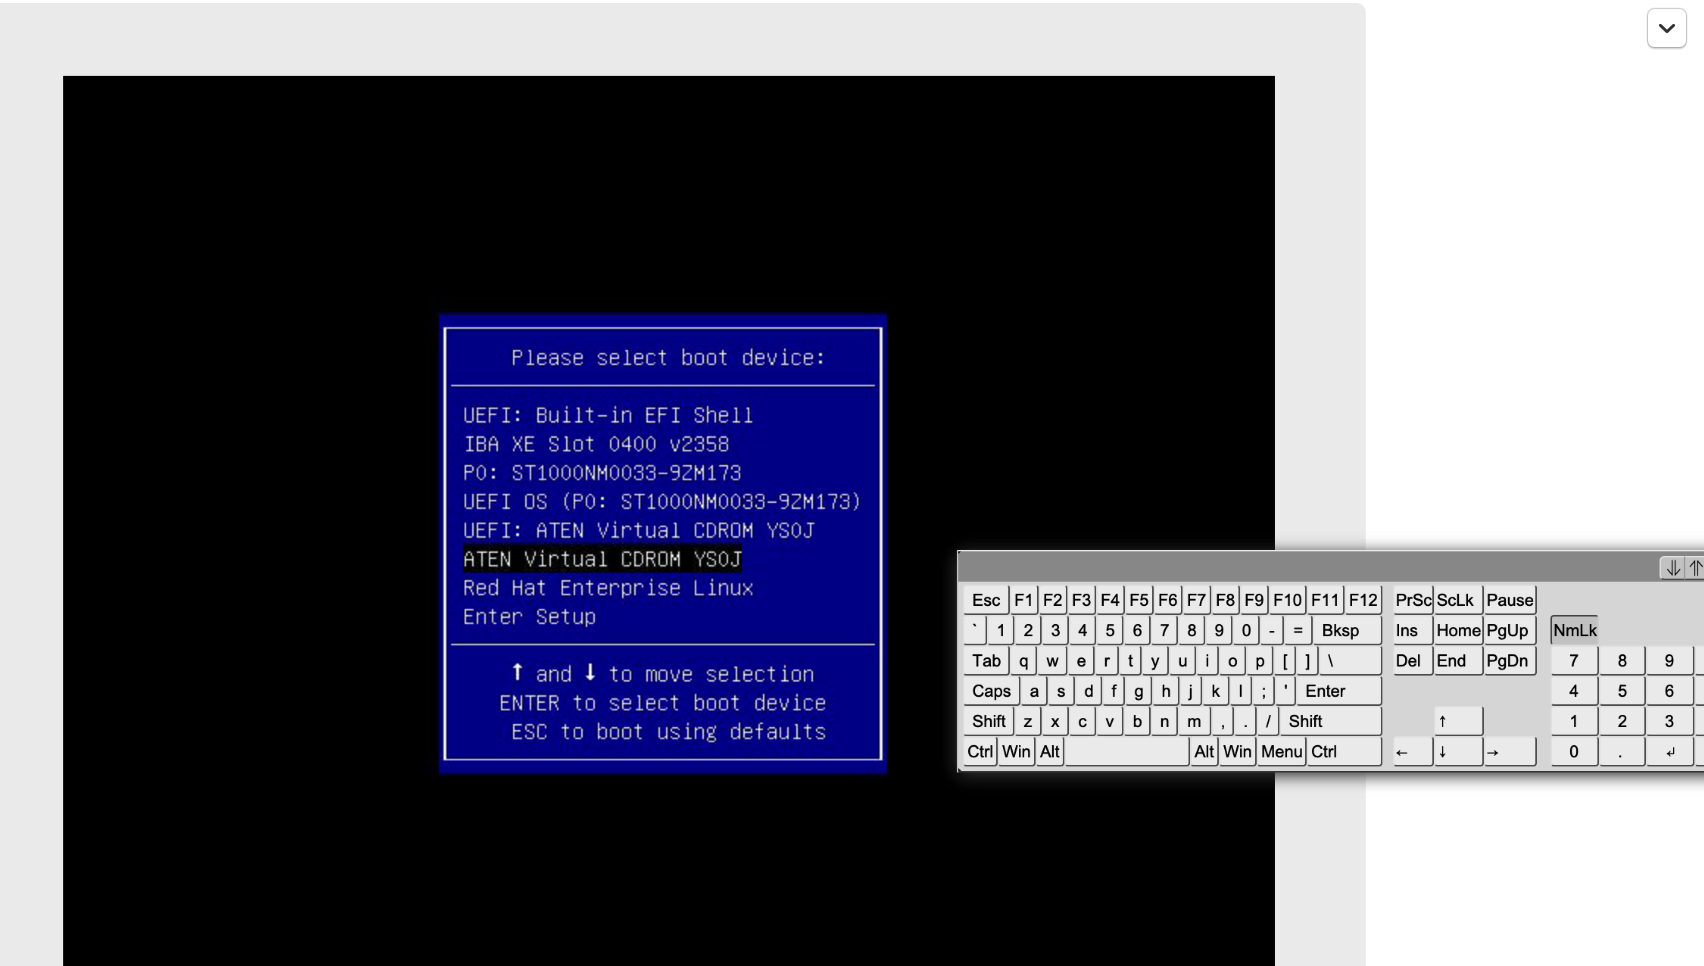 Please select boot device:
UEFI: Built-in EFI Shell
IBA XE Slot 0400 v2358
P0: ST1000NM0033-9ZM173
UEFI OS (P0: ST1000NM0033-9ZM173)
UEFI: ATEN Virtual CDROM YS0J
ATEN Virtual CDROM YS0J
Red Hat Enterprise Linux
Enter Setup
↑ and ↓ to move selection
ENTER to select boot device
ESC to boot using defaults
Esc F1 F2 F3 F4 F5 F6 F7 F8 F9 F10 F11 F12 PrSc ScLk Pause
` 1 2 3 4 5 6 7 8 9 0 - = Bksp Ins Home PgUp NmLk
Tab q w e r t y u i o p [ ] \ Del End PgDn 7 8 9
Caps a s d f g h j k l ; ' Enter 4 5 6
Shift z x c v b n m , . / Shift ↑ 1 2 3
Ctrl Win Alt Alt Win Menu Ctrl ← ↓ → 0 . ↲